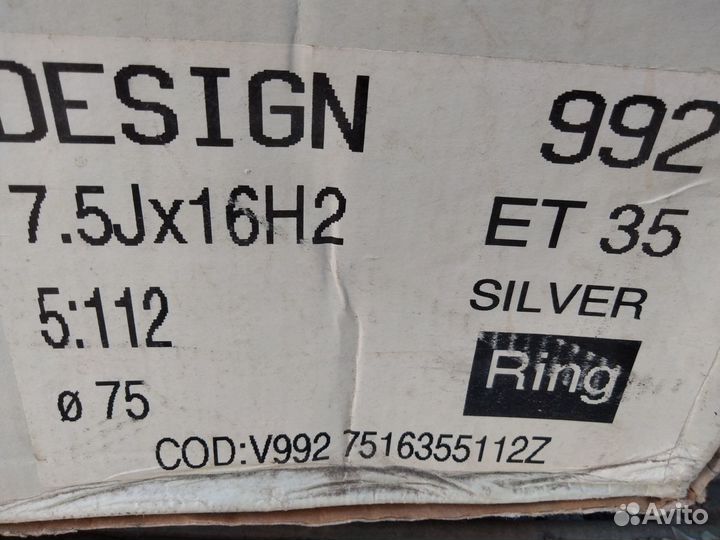 DESIGN 992
7.5Jx16H2 ET 35
5:112 SILVER
ø 75 Ring
COD:V992 7516355112Z
Avito